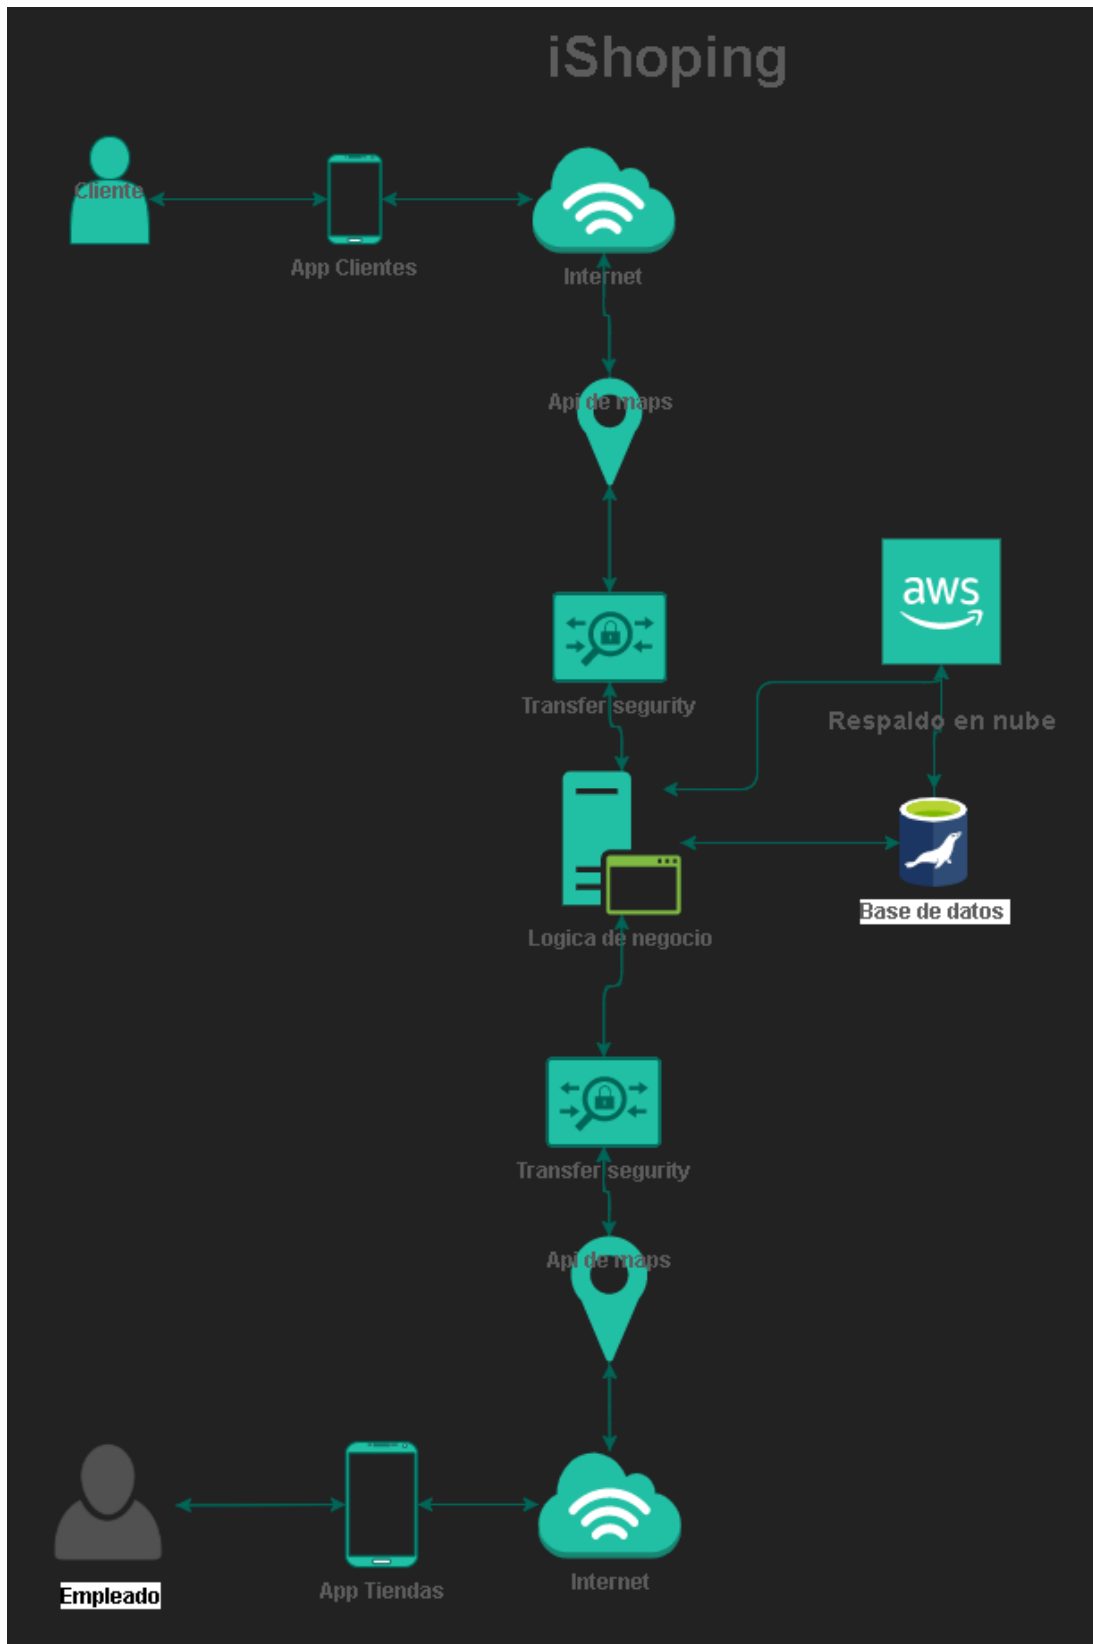 iShoping
Cliente
App Clientes
Internet
Api de maps
aws
Transfer segurity
Respaldo en nube
Base de datos
Logica de negocio
Transfer segurity
Api de maps
Empleado
App Tiendas
Internet